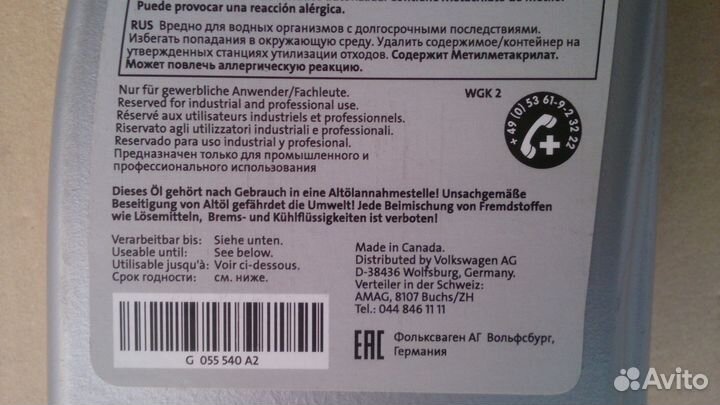 Puede provocar una reacción alérgica.
RUS Вредно для водных организмов с долгосрочными последствиями.
Избегать попадания в окружающую среду. Удалить содержимое/контейнер на
утвержденных станциях утилизации отходов. Содержит Метилметакрилат.
Может повлечь аллергическую реакцию.
Nur für gewerbliche Anwender/Fachleute.
Reserved for industrial and professional use.
Réservé aux utilisateurs industriels et professionnels.
Riservato agli utilizzatori industriali e professionali.
Reservado para uso industrial y profesional.
Предназначен только для промышленного и
профессионального использования
WGK 2
+ 49 (0) 53 61-9-2 3 2 22
Dieses Öl gehört nach Gebrauch in eine Altölannahmestelle! Unsachgemäße
Beseitigung von Altöl gefährdet die Umwelt! Jede Beimischung von Fremdstoffen
wie Lösemitteln, Brems- und Kühlflüssigkeiten ist verboten!
Verarbeitbar bis: Siehe unten.
Useable until: See below.
Utilisable jusqu'à: Voir ci-dessous.
Срок годности: см. ниже.
Made in Canada.
Distributed by Volkswagen AG
D-38436 Wolfsburg, Germany.
Verteiler in der Schweiz:
AMAG, 8107 Buchs/ZH
Tel.: 044 846 11 11
G 055 540 A2
EAC Фольксваген АГ Вольфсбург,
Германия
Avito